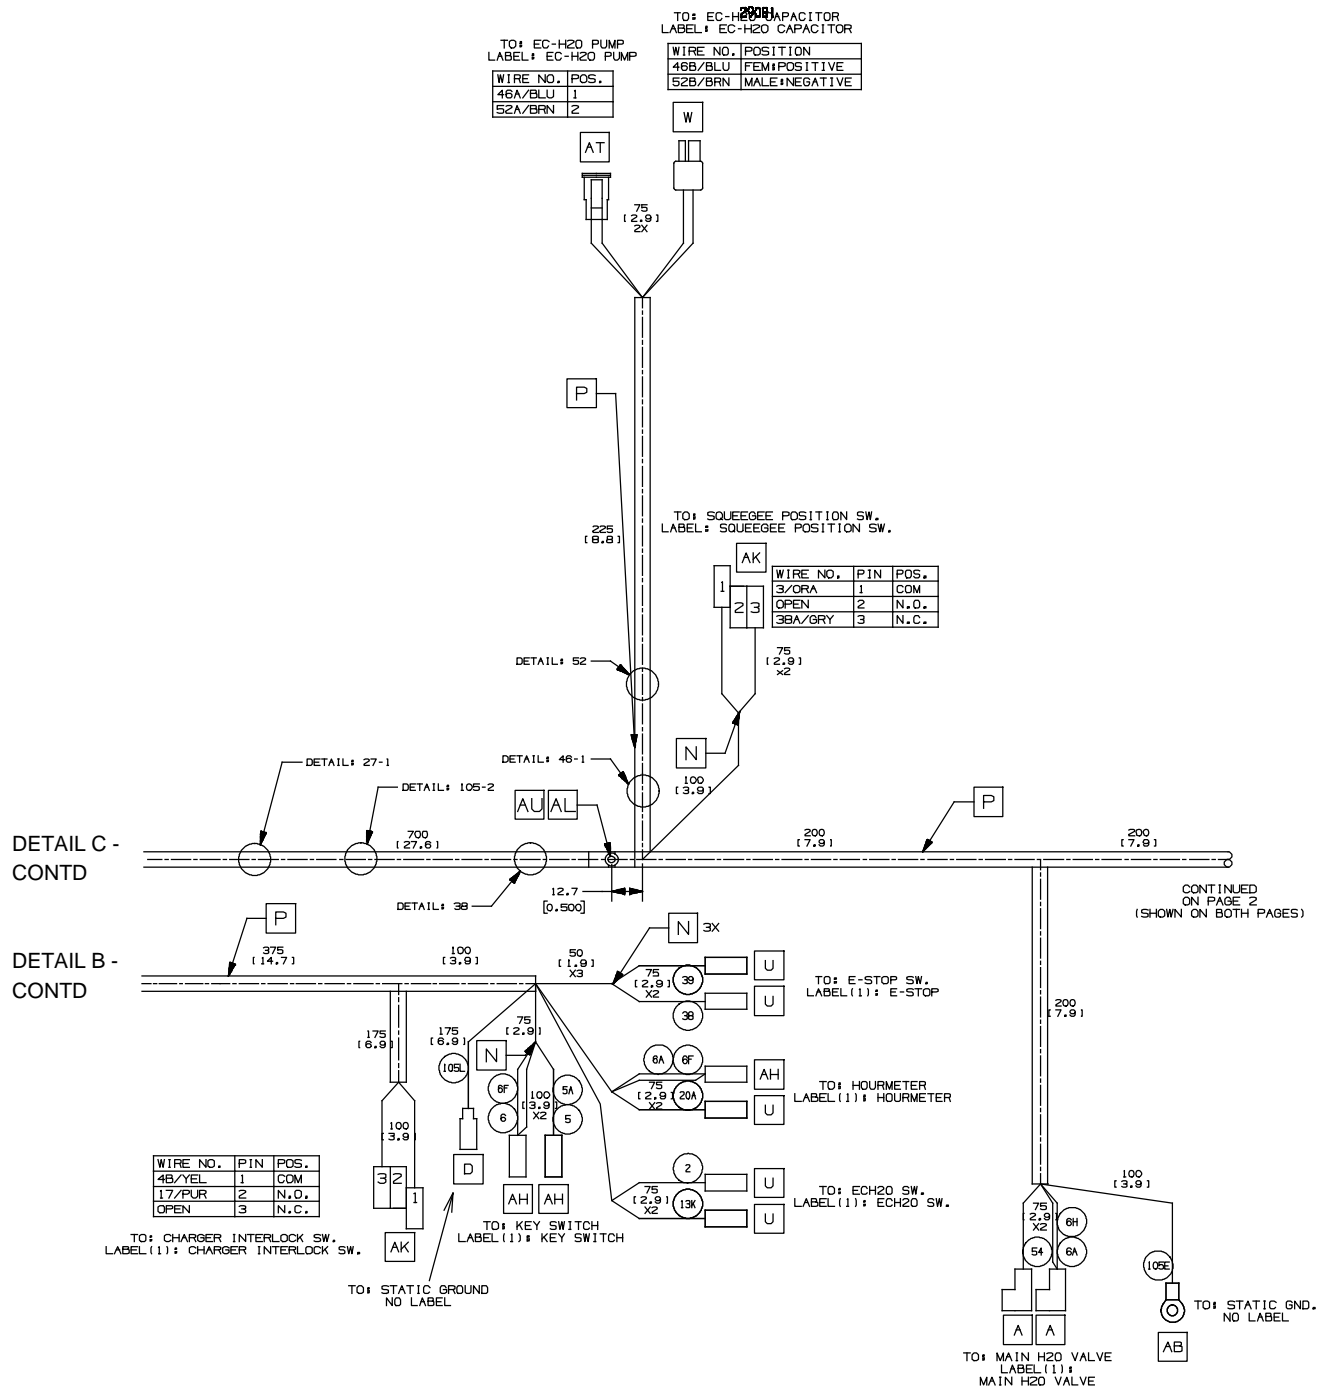 TO: EC-H2O CAPACITOR
LABEL: EC-H2O CAPACITOR
WIRE NO. POSITION
46B/BLU FEM:POSITIVE
52B/BRN MALE:NEGATIVE
TO: EC-H2O PUMP
LABEL: EC-H2O PUMP
WIRE NO. POS.
46A/BLU 1
52A/BRN 2
W
AT
75
[2.9]
2X
P
225
[8.8]
TO: SQUEEGEE POSITION SW.
LABEL: SQUEEGEE POSITION SW.
AK
WIRE NO. PIN POS.
3/ORA 1 COM
OPEN 2 N.O.
38A/GRY 3 N.C.
1
2 3
75
[2.9]
x2
DETAIL: 52
N
DETAIL: 46-1
100
[3.9]
DETAIL: 27-1
DETAIL: 105-2
AU AL
P
DETAIL C -
CONTD
700
[27.6]
200
[7.9]
200
[7.9]
12.7
[0.500]
DETAIL: 38
CONTINUED
ON PAGE 2
(SHOWN ON BOTH PAGES)
P
N 3X
DETAIL B -
CONTD
375
[14.7]
100
[3.9]
50
[1.9]
X3
75
[2.9]
X2
39
U
38
U
TO: E-STOP SW.
LABEL(1): E-STOP
175
[6.9]
175
[6.9]
75
[2.9]
N
105L
6F
6
100
[3.9]
X2
5A
5
6A 6F
AH
75
[2.9]
X2
20A
U
TO: HOURMETER
LABEL(1): HOURMETER
200
[7.9]
100
[3.9]
3 2
1
WIRE NO. PIN POS.
4B/YEL 1 COM
17/PUR 2 N.O.
OPEN 3 N.C.
TO: CHARGER INTERLOCK SW.
LABEL(1): CHARGER INTERLOCK SW.
AK
D
AH AH
TO: KEY SWITCH
LABEL(1): KEY SWITCH
2
U
75
[2.9]
X2
13K
U
TO: ECH2O SW.
LABEL(1): ECH2O SW.
TO: STATIC GROUND
NO LABEL
100
[3.9]
75
[2.9]
X2
6H
54
6A
105E
A A
TO: MAIN H2O VALVE
LABEL(1):
MAIN H2O VALVE
TO: STATIC GND.
NO LABEL
AB